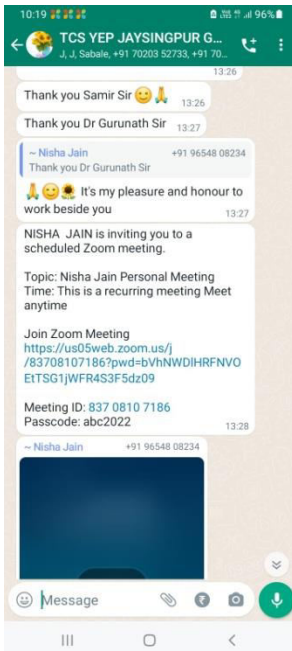 10:19
96%
TCS YEP JAYSINGPUR G...
J, J, Sabale, +91 70203 52733, +91 70...
13:26
Thank you Samir Sir😊🙏
13:26
Thank you Dr Gurunath Sir
13:27
~ Nisha Jain +91 96548 08234
Thank you Dr Gurunath Sir
🙏😊🌻 It's my pleasure and honour to
work beside you
13:27
NISHA JAIN is inviting you to a
scheduled Zoom meeting.
Topic: Nisha Jain Personal Meeting
Time: This is a recurring meeting Meet
anytime
Join Zoom Meeting
https://us05web.zoom.us/j
/83708107186?pwd=bVhNWDlHRFNVO
EtTSG1jWFR4S3F5dz09
Meeting ID: 837 0810 7186
Passcode: abc2022
13:28
~ Nisha Jain +91 96548 08234
Message